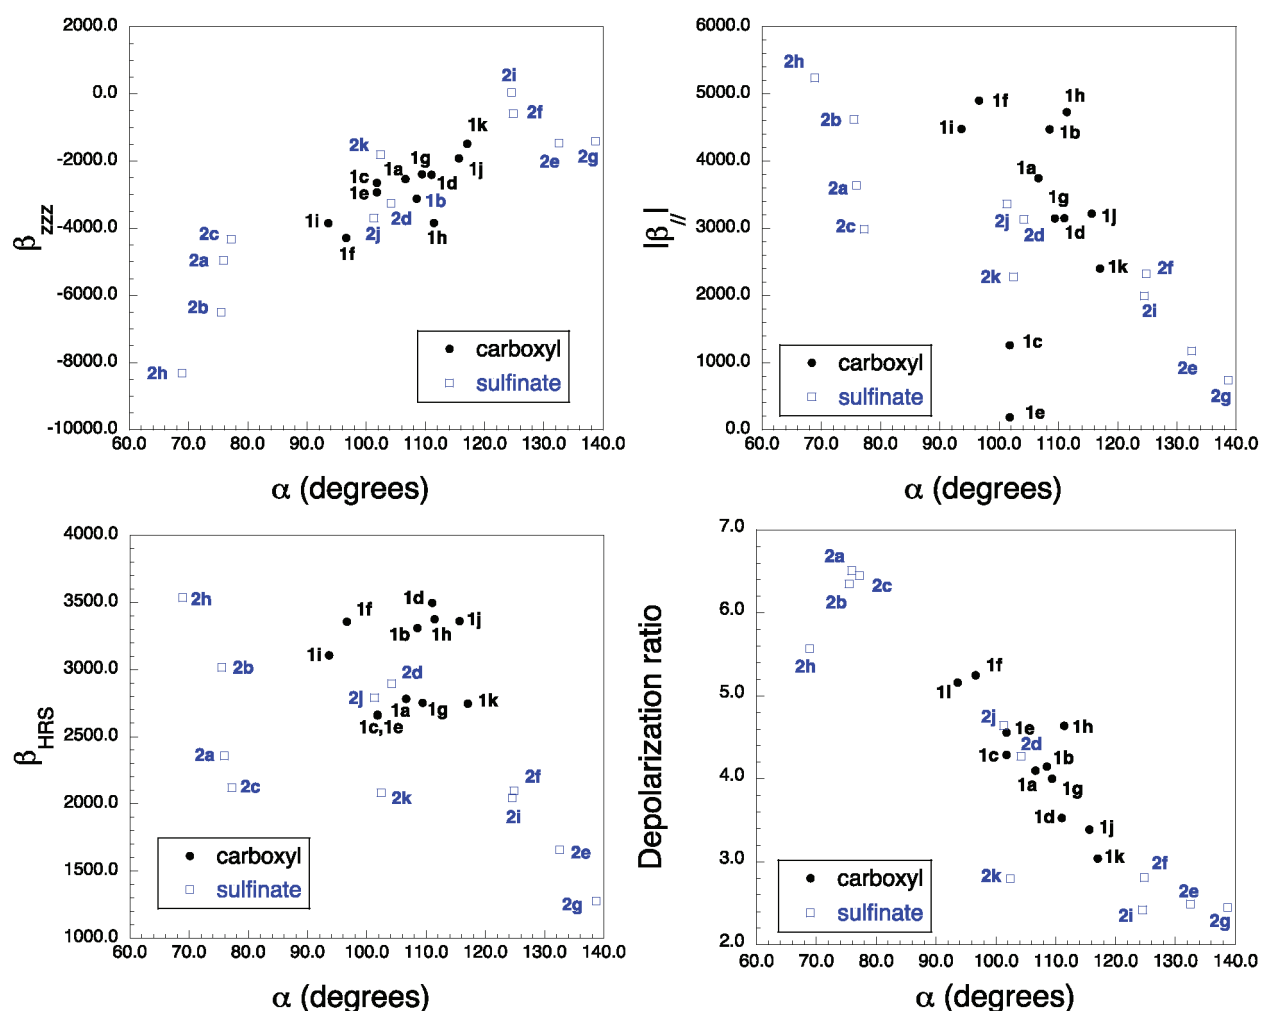 2000.0
0.0
-2000.0
-4000.0
-6000.0
-8000.0
-10000.0
60.0 70.0 80.0 90.0 100.0 110.0 120.0 130.0 140.0
βzzz
α (degrees)
2i
2f
1k
2k
1g
2e
2g
1a
1j
1c
1d
1e
1b
2d
1i
2j
1h
2c
1f
2a
2b
2h
carboxyl
sulfinate
6000.0
5000.0
4000.0
3000.0
2000.0
1000.0
0.0
60.0 70.0 80.0 90.0 100.0 110.0 120.0 130.0 140.0
|β//|
α (degrees)
2h
1f
1h
2b
1i
1b
1a
2a
1g
2c
2j
1j
2d
1d
2k
1k
2f
2i
1c
2e
2g
1e
carboxyl
sulfinate
4000.0
3500.0
3000.0
2500.0
2000.0
1500.0
1000.0
60.0 70.0 80.0 90.0 100.0 110.0 120.0 130.0 140.0
βHRS
α (degrees)
2h
1f
1d
1b
1h
1j
1i
2b
2d
2j
1a
1g
1k
1c,1e
2a
2c
2k
2f
2i
2e
2g
carboxyl
sulfinate
7.0
6.0
5.0
4.0
3.0
2.0
60.0 70.0 80.0 90.0 100.0 110.0 120.0 130.0 140.0
Depolarization ratio
α (degrees)
2a
2c
2b
2h
1f
1I
2j
1e
1h
2d
1c
1b
1a
1g
1d
1j
1k
2k
2f
2e
2i
2g
carboxyl
sulfinate